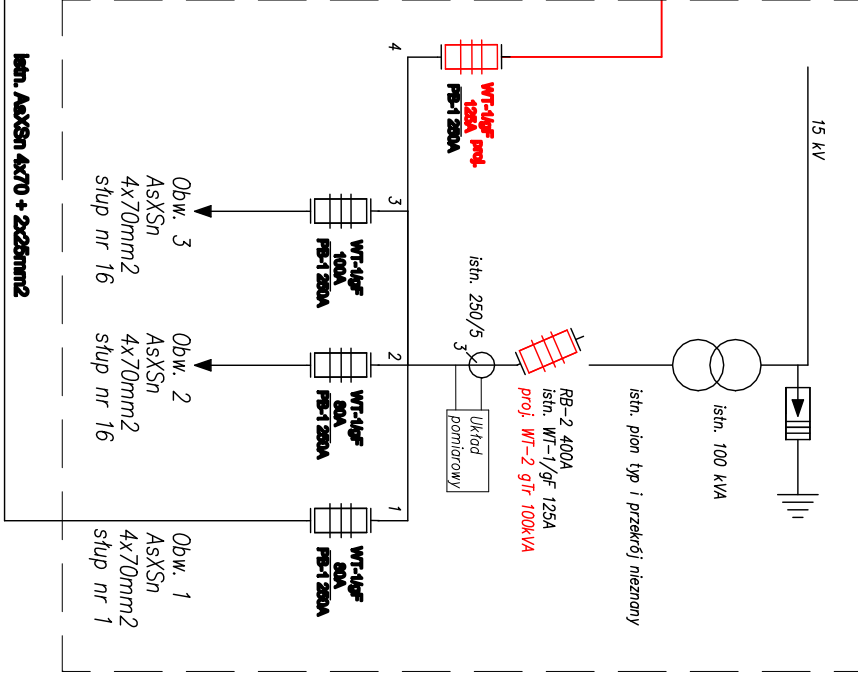 15 kV
istn. 100 kVA
istn. pion typ i przekrój nieznany
RB-2 400A
istn. WT-1/gF 125A
proj. WT-2 gTr 100kVA
istn. 250/5
3
Układ
pomiarowy
4
WT-1/gF proj.
125A
PB-1 250A
3
WT-1/gF
100A
PB-1 250A
Obw. 3
AsXSn
4x70mm2
słup nr 16
2
WT-1/gF
80A
PB-1 250A
Obw. 2
AsXSn
4x70mm2
słup nr 16
1
WT-1/gF
80A
PB-1 250A
Obw. 1
AsXSn
4x70mm2
słup nr 1
istn. AsXSn 4x70 + 2x25mm2